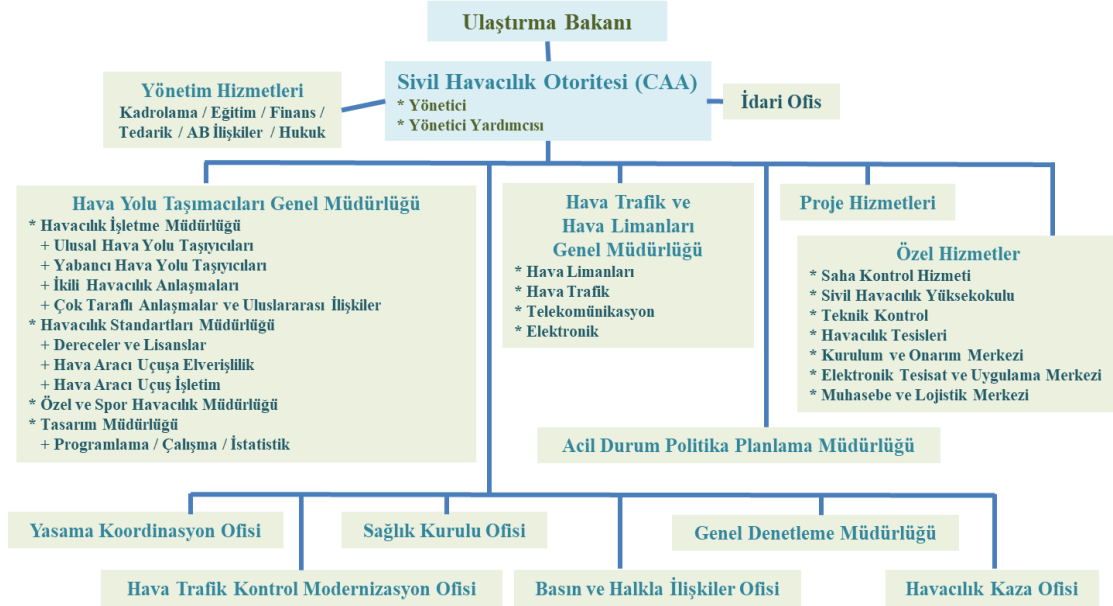 Ulaştırma Bakanı
Yönetim Hizmetleri
Kadrolama / Eğitim / Finans /
Tedarik / AB İlişkiler / Hukuk
Sivil Havacılık Otoritesi (CAA)
* Yönetici
* Yönetici Yardımcısı
İdari Ofis
Hava Yolu Taşımacıları Genel Müdürlüğü
* Havacılık İşletme Müdürlüğü
+ Ulusal Hava Yolu Taşıyıcıları
+ Yabancı Hava Yolu Taşıyıcıları
+ İkili Havacılık Anlaşmaları
+ Çok Taraflı Anlaşmalar ve Uluslararası İlişkiler
* Havacılık Standartları Müdürlüğü
+ Dereceler ve Lisanslar
+ Hava Aracı Uçuşa Elverişlilik
+ Hava Aracı Uçuş İşletim
* Özel ve Spor Havacılık Müdürlüğü
* Tasarım Müdürlüğü
+ Programlama / Çalışma / İstatistik
Hava Trafik ve
Hava Limanları
Genel Müdürlüğü
* Hava Limanları
* Hava Trafik
* Telekomünikasyon
* Elektronik
Proje Hizmetleri
Özel Hizmetler
* Saha Kontrol Hizmeti
* Sivil Havacılık Yüksekokulu
* Teknik Kontrol
* Havacılık Tesisleri
* Kurulum ve Onarım Merkezi
* Elektronik Tesisat ve Uygulama Merkezi
* Muhasebe ve Lojistik Merkezi
Acil Durum Politika Planlama Müdürlüğü
Yasama Koordinasyon Ofisi
Sağlık Kurulu Ofisi
Genel Denetleme Müdürlüğü
Hava Trafik Kontrol Modernizasyon Ofisi
Basın ve Halkla İlişkiler Ofisi
Havacılık Kaza Ofisi